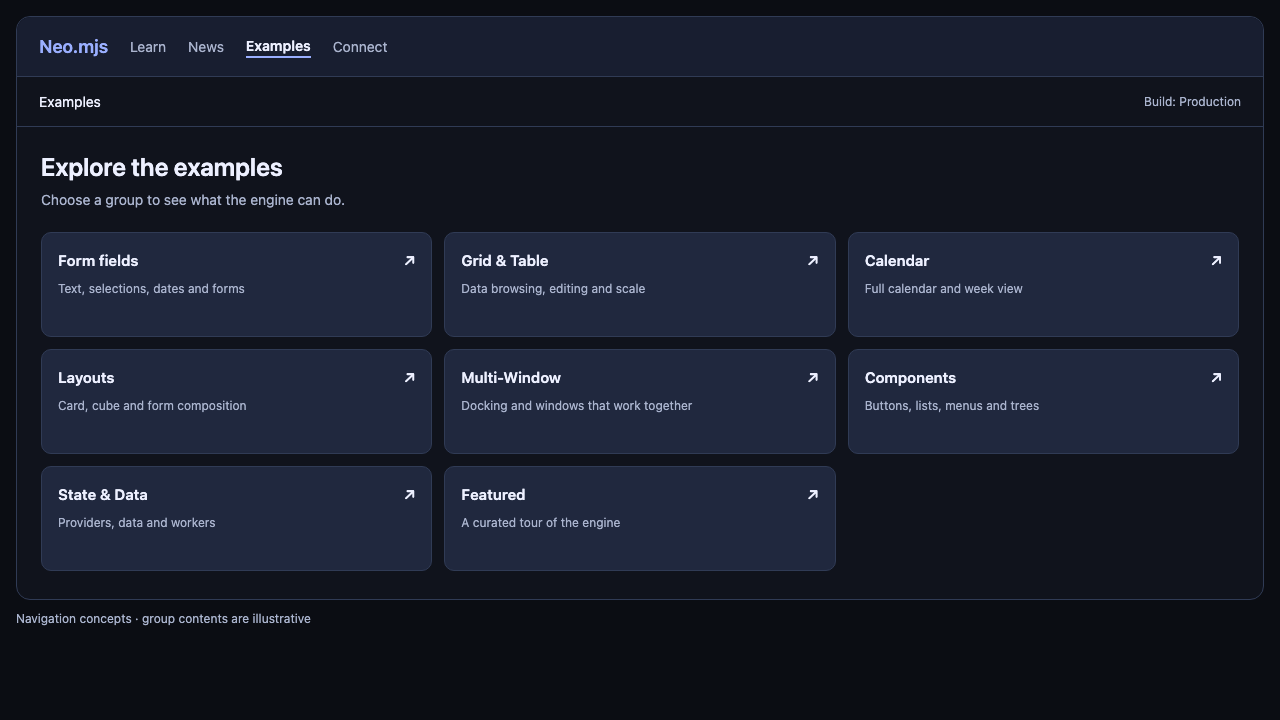 Neo.mjs Learn News Examples Connect
Examples Build: Production
Explore the examples
Choose a group to see what the engine can do.
Form fields
Text, selections, dates and forms
Grid & Table
Data browsing, editing and scale
Calendar
Full calendar and week view
Layouts
Card, cube and form composition
Multi-Window
Docking and windows that work together
Components
Buttons, lists, menus and trees
State & Data
Providers, data and workers
Featured
A curated tour of the engine
Navigation concepts · group contents are illustrative